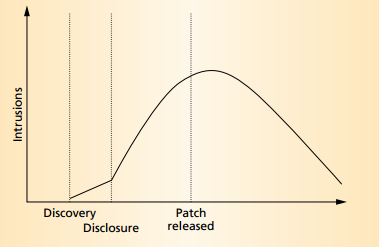 Intrusions
Discovery
Disclosure
Patch
released